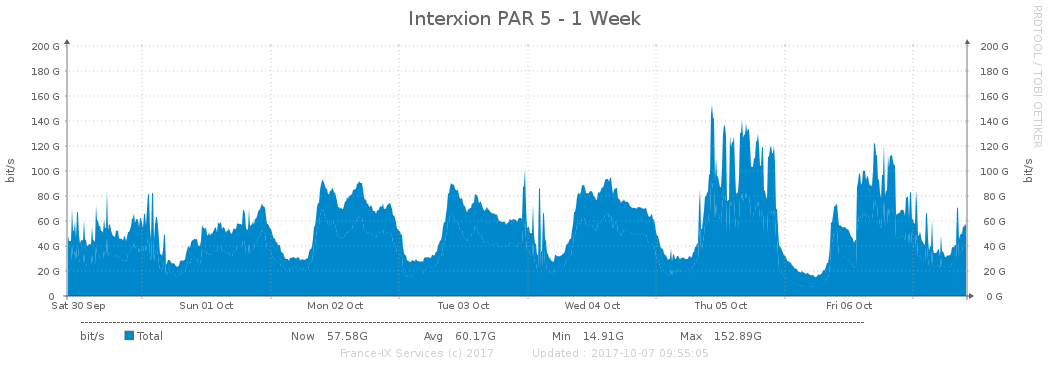 Interxion PAR 5 - 1 Week
RRDTOOL / TOBI OETIKER
bit/s
bit/s
200 G 200 G
180 G 180 G
160 G 160 G
140 G 140 G
120 G 120 G
100 G 100 G
80 G 80 G
60 G 60 G
40 G 40 G
20 G 20 G
0 0 G
Sat 30 Sep Sun 01 Oct Mon 02 Oct Tue 03 Oct Wed 04 Oct Thu 05 Oct Fri 06 Oct
bit/s Total Now 57.58G Avg 60.17G Min 14.91G Max 152.89G
France-IX Services (c) 2017 Updated : 2017-10-07 09:55:05